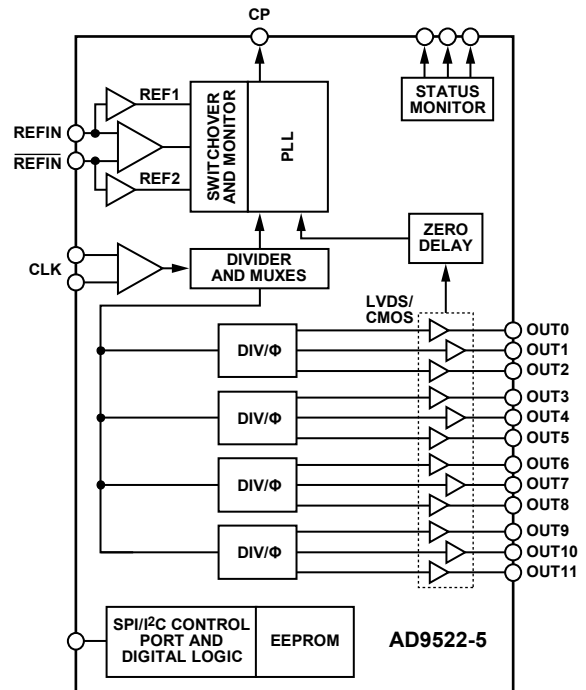 CP
REF1
REFIN
REFIN
REF2
SWITCHOVER
AND MONITOR
PLL
STATUS
MONITOR
CLK
DIVIDER
AND MUXES
ZERO
DELAY
LVDS/
CMOS
DIV/Φ
OUT0
OUT1
OUT2
DIV/Φ
OUT3
OUT4
OUT5
DIV/Φ
OUT6
OUT7
OUT8
DIV/Φ
OUT9
OUT10
OUT11
SPI/I²C CONTROL
PORT AND
DIGITAL LOGIC
EEPROM
AD9522-5